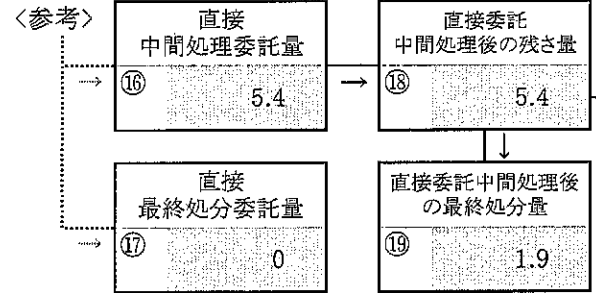 〈参考〉
直接
中間処理委託量
⑯
5.4
→
直接委託
中間処理後の残さ量
⑱
5.4
↓
直接
最終処分委託量
⑰
0
直接委託中間処理後
の最終処分量
⑲
1.9